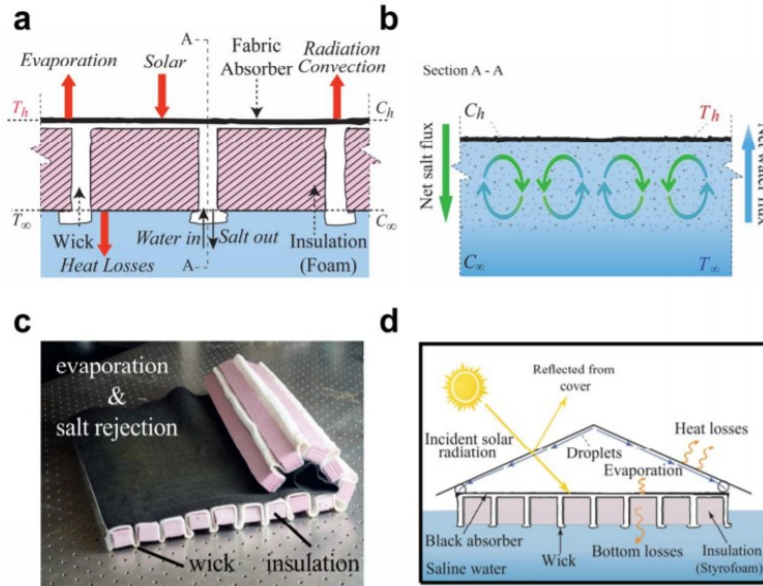 a
Evaporation
Solar
A
Fabric
Absorber
Radiation
Convection
T_h
C_h
T_∞
C_∞
Wick
Water in
Salt out
Insulation
(Foam)
Heat Losses
A
b
Section A - A
C_h
T_h
Net salt flux
Net water flux
C_∞
T_∞
c
evaporation
&
salt rejection
wick
insulation
d
Reflected from
cover
Incident solar
radiation
Droplets
Heat losses
Evaporation
Black absorber
Saline water
Wick
Bottom losses
Insulation
(Styrofoam)